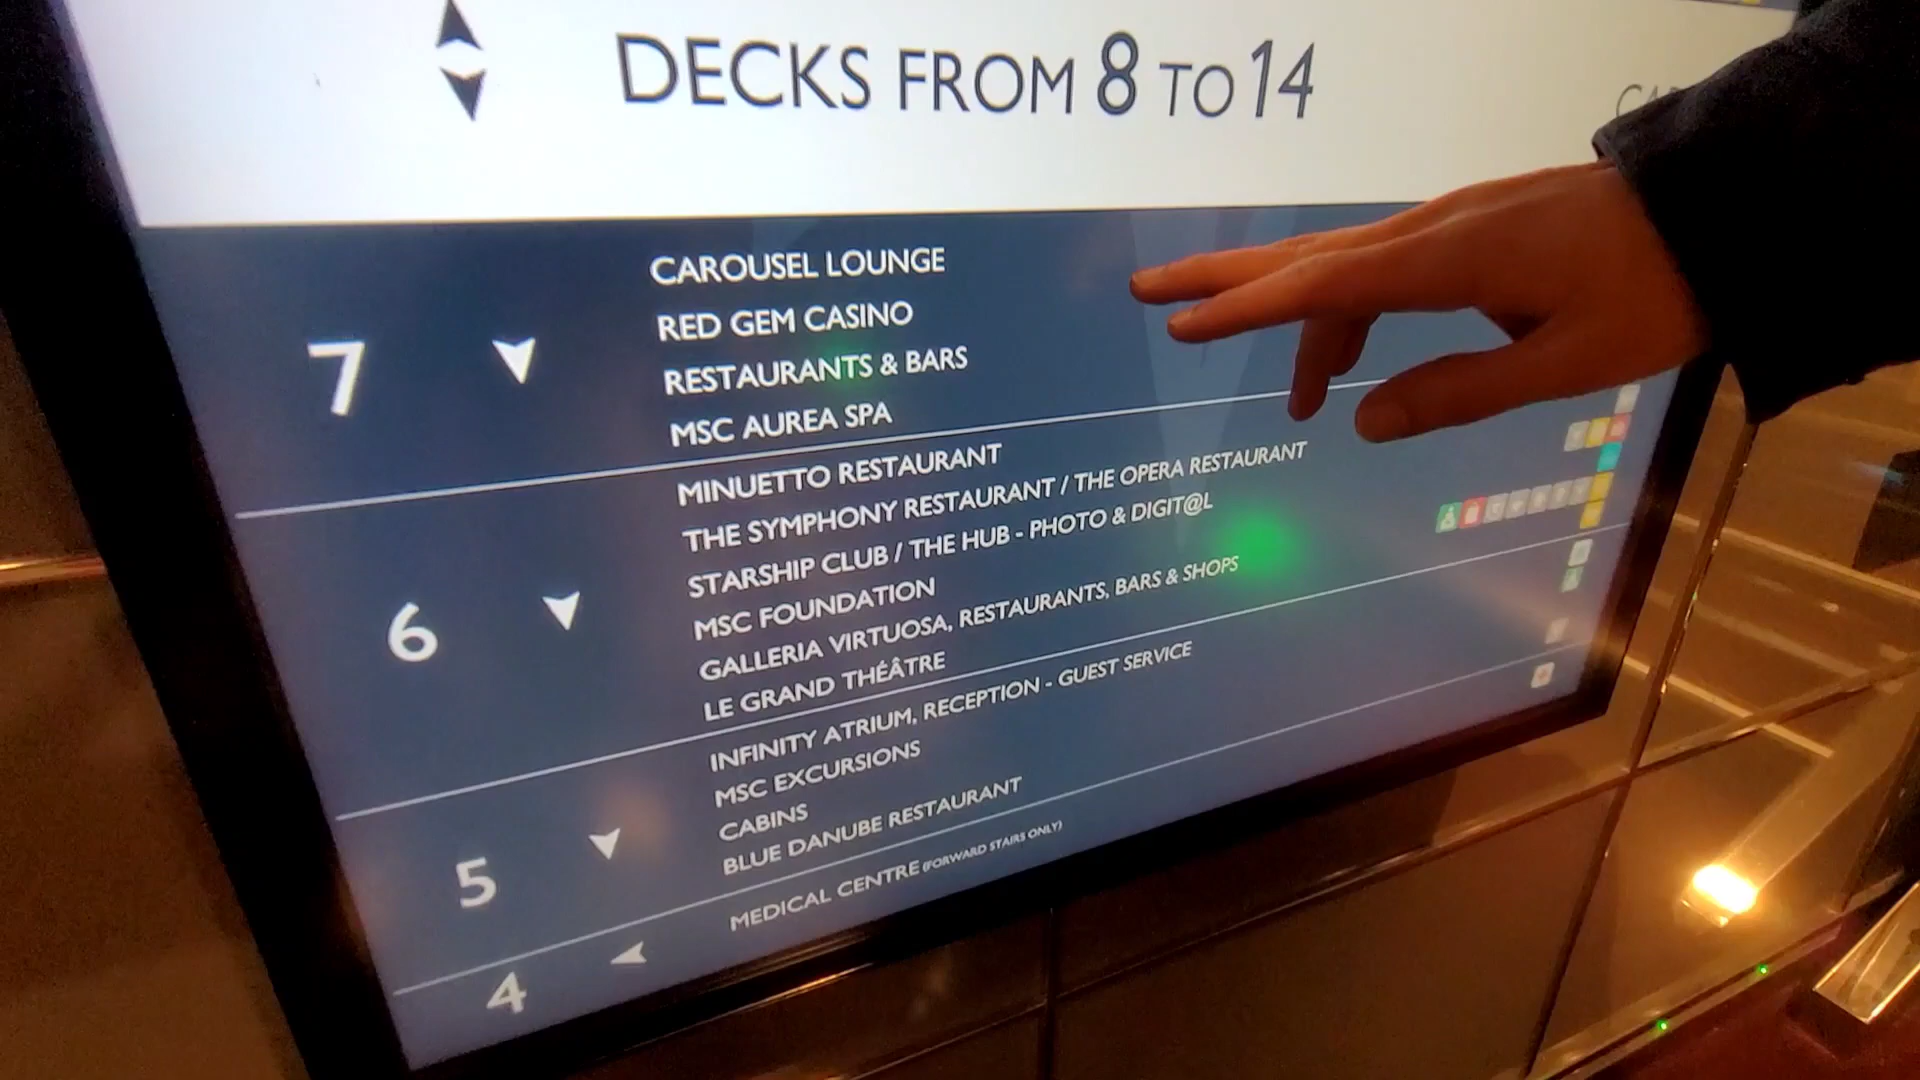 DECKS FROM 8 TO 14
7
CAROUSEL LOUNGE
RED GEM CASINO
RESTAURANTS & BARS
MSC AUREA SPA
6
MINUETTO RESTAURANT
THE SYMPHONY RESTAURANT / THE OPERA RESTAURANT
STARSHIP CLUB / THE HUB - PHOTO & DIGIT@L
MSC FOUNDATION
GALLERIA VIRTUOSA, RESTAURANTS, BARS & SHOPS
LE GRAND THÉÂTRE
5
INFINITY ATRIUM, RECEPTION - GUEST SERVICE
MSC EXCURSIONS
CABINS
BLUE DANUBE RESTAURANT
4
MEDICAL CENTRE (FORWARD STAIRS ONLY)